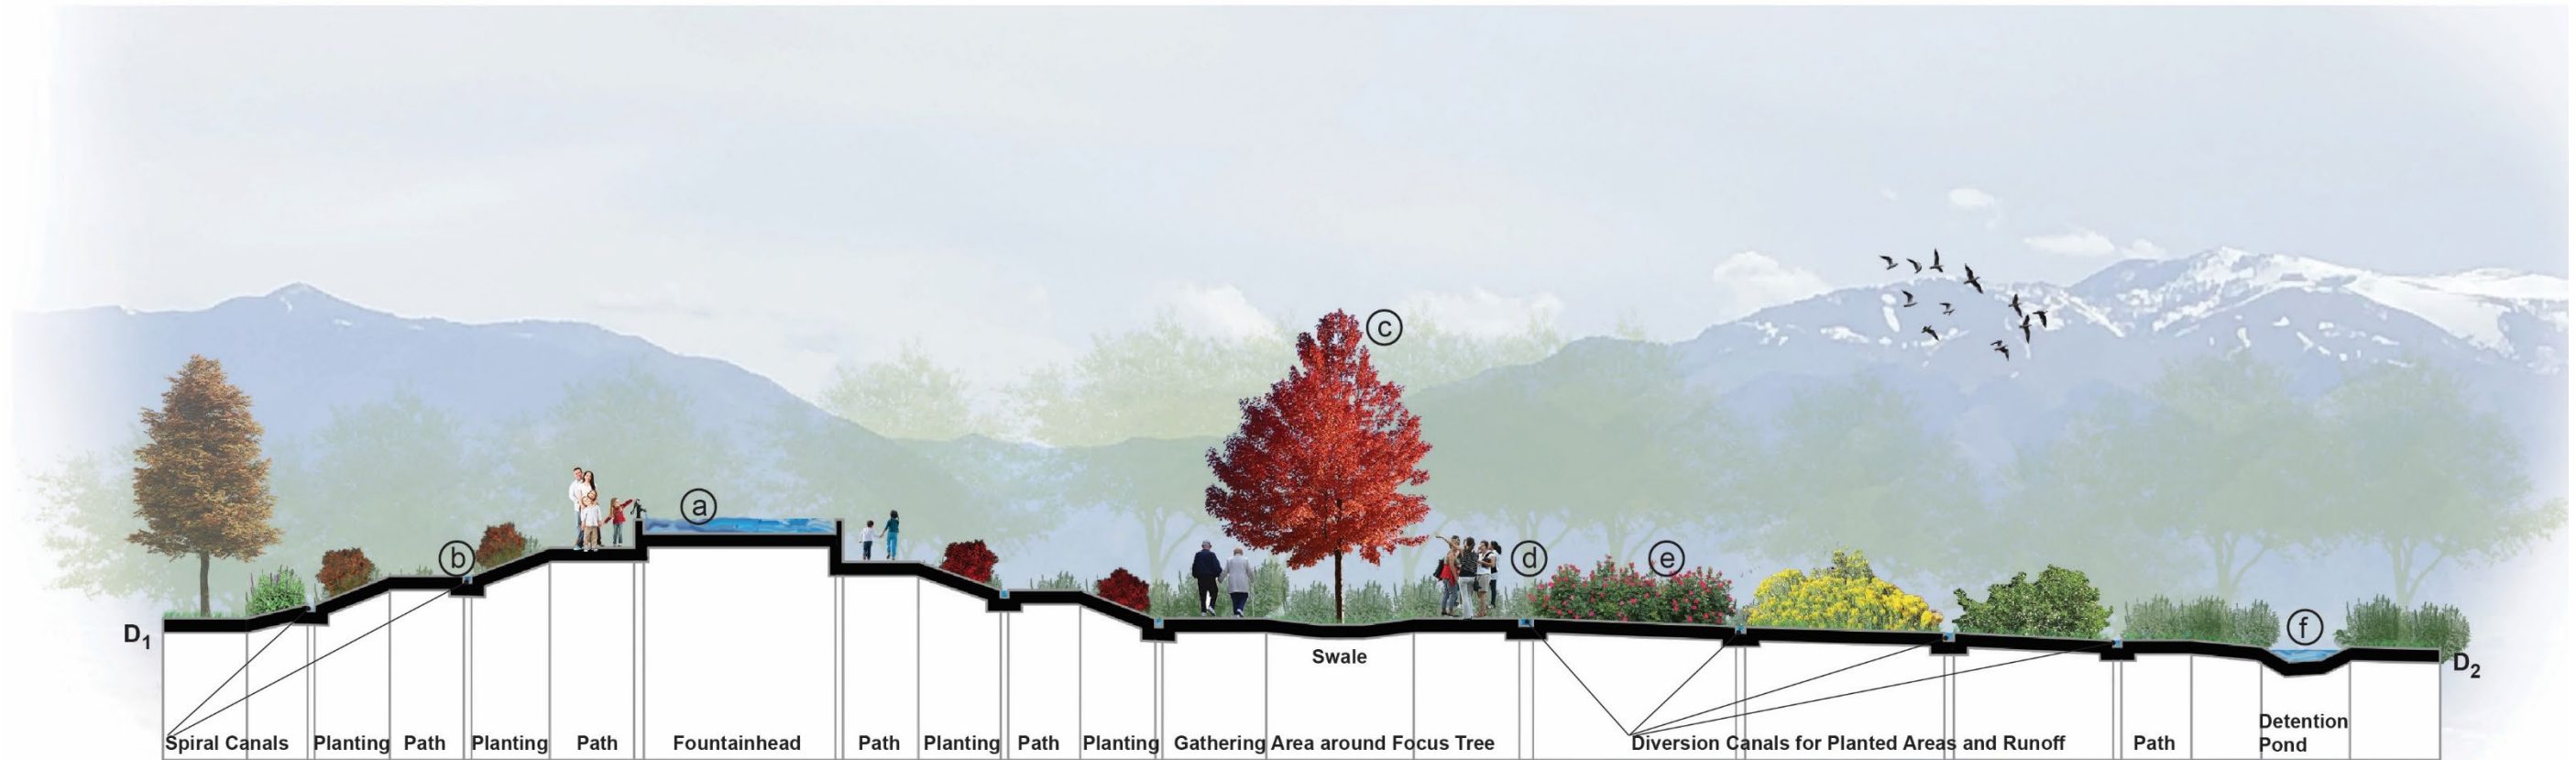 c
a
b
d
e
f
D1
D2
Swale
Spiral Canals
Planting
Path
Planting
Path
Fountainhead
Path
Planting
Path
Planting
Gathering Area around Focus Tree
Diversion Canals for Planted Areas and Runoff
Path
Detention
Pond